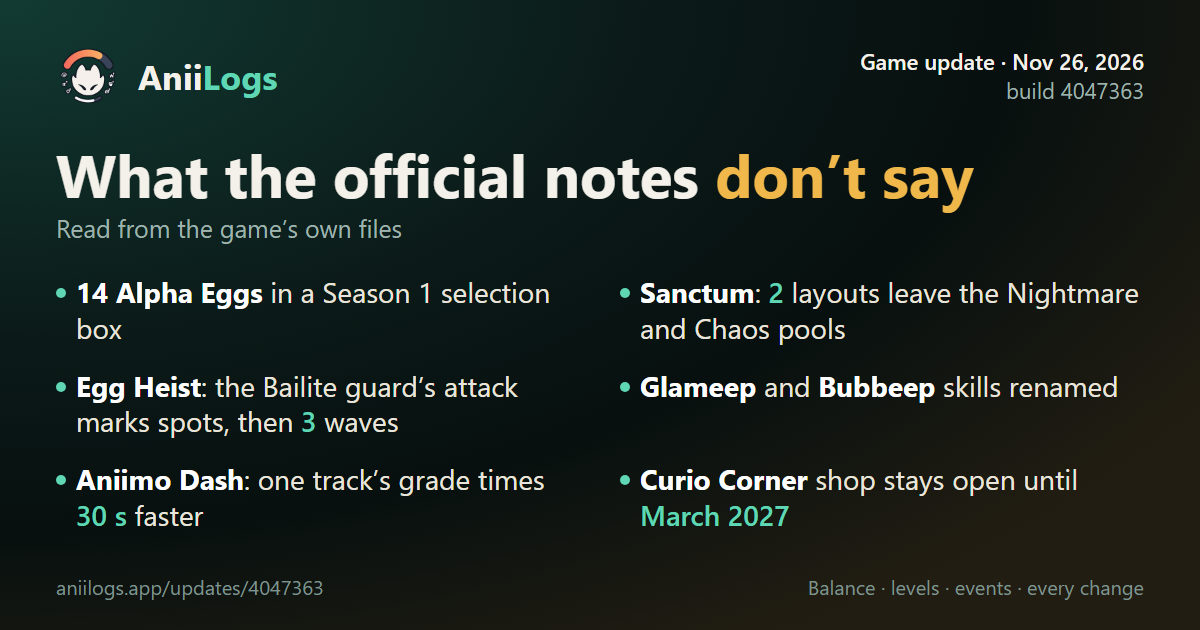 AniiLogs
Game update · Nov 26, 2026
build 4047363
What the official notes don’t say
Read from the game’s own files
• 14 Alpha Eggs in a Season 1 selection
box
• Egg Heist: the Bailite guard’s attack
marks spots, then 3 waves
• Aniimo Dash: one track’s grade times
30 s faster
• Sanctum: 2 layouts leave the Nightmare
and Chaos pools
• Glameep and Bubbeep skills renamed
• Curio Corner shop stays open until
March 2027
aniilogs.app/updates/4047363
Balance · levels · events · every change